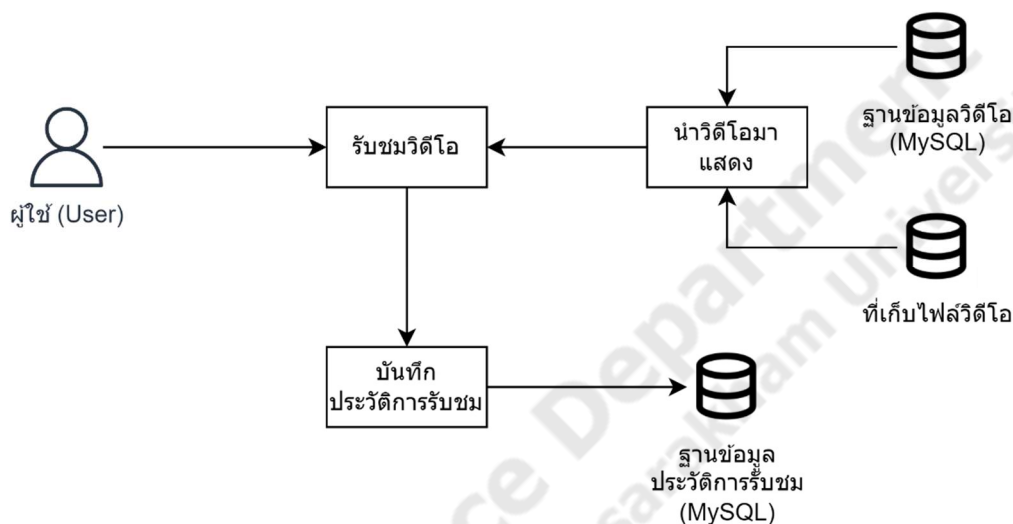 ฐานข้อมูลวิดีโอ
(MySQL)
รับชมวิดีโอ
นำวิดีโอมา
แสดง
ผู้ใช้ (User)
ที่เก็บไฟล์วิดีโอ
บันทึก
ประวัติการรับชม
ฐานข้อมูล
ประวัติการรับชม
(MySQL)
ce Department
sarakham Univers